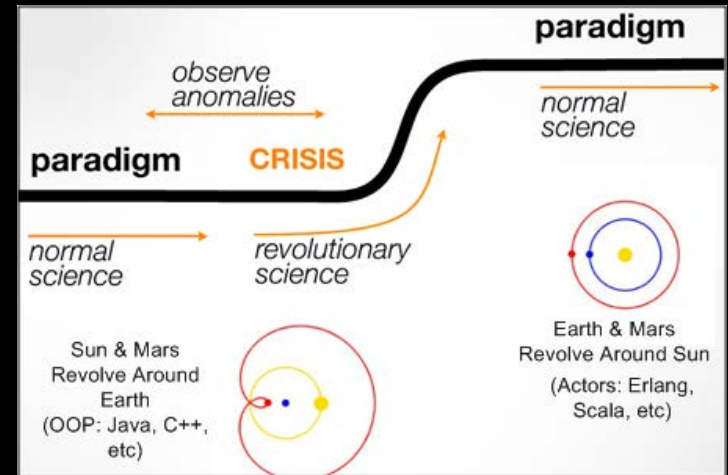 paradigm
observe
anomalies
normal
science
paradigm
CRISIS
normal
science
revolutionary
science
Sun & Mars
Revolve Around
Earth
(OOP: Java, C++,
etc)
Earth & Mars
Revolve Around Sun
(Actors: Erlang,
Scala, etc)